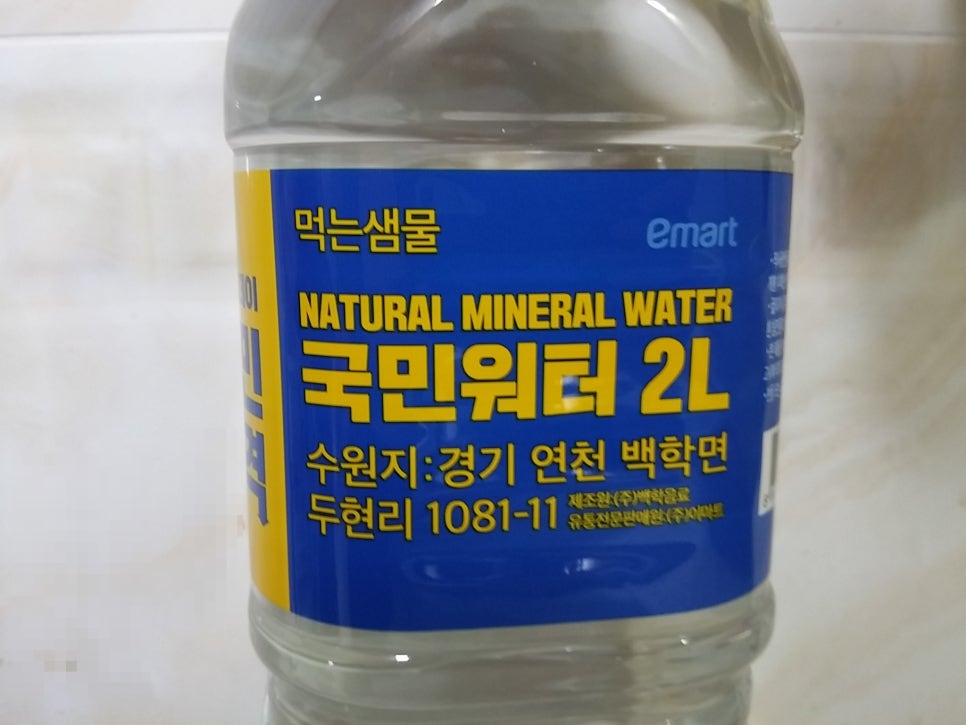 먹는샘물
emart
NATURAL MINERAL WATER
국민워터 2L
수원지:경기 연천 백학면
두현리 1081-11
제조원:(주)백학음료
유통전문판매원:(주)이마트